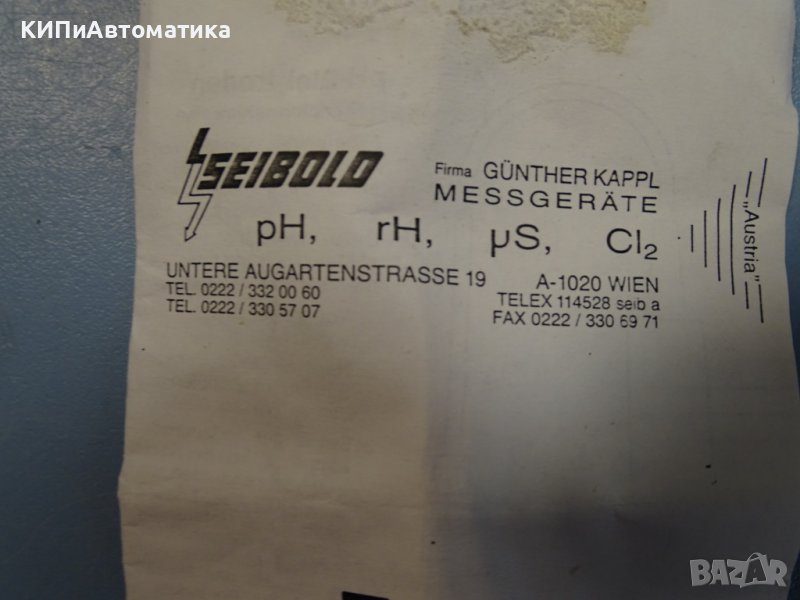 КИПиАвтоматика
SEIBOLD
Firma GÜNTHER KAPPL
MESSGERÄTE
pH, rH, µS, Cl₂
„Austria“
UNTERE AUGARTENSTRASSE 19
A-1020 WIEN
TEL. 0222 / 332 00 60
TELEX 114528 seib a
TEL. 0222 / 330 57 07
FAX 0222 / 330 69 71
BAZAR